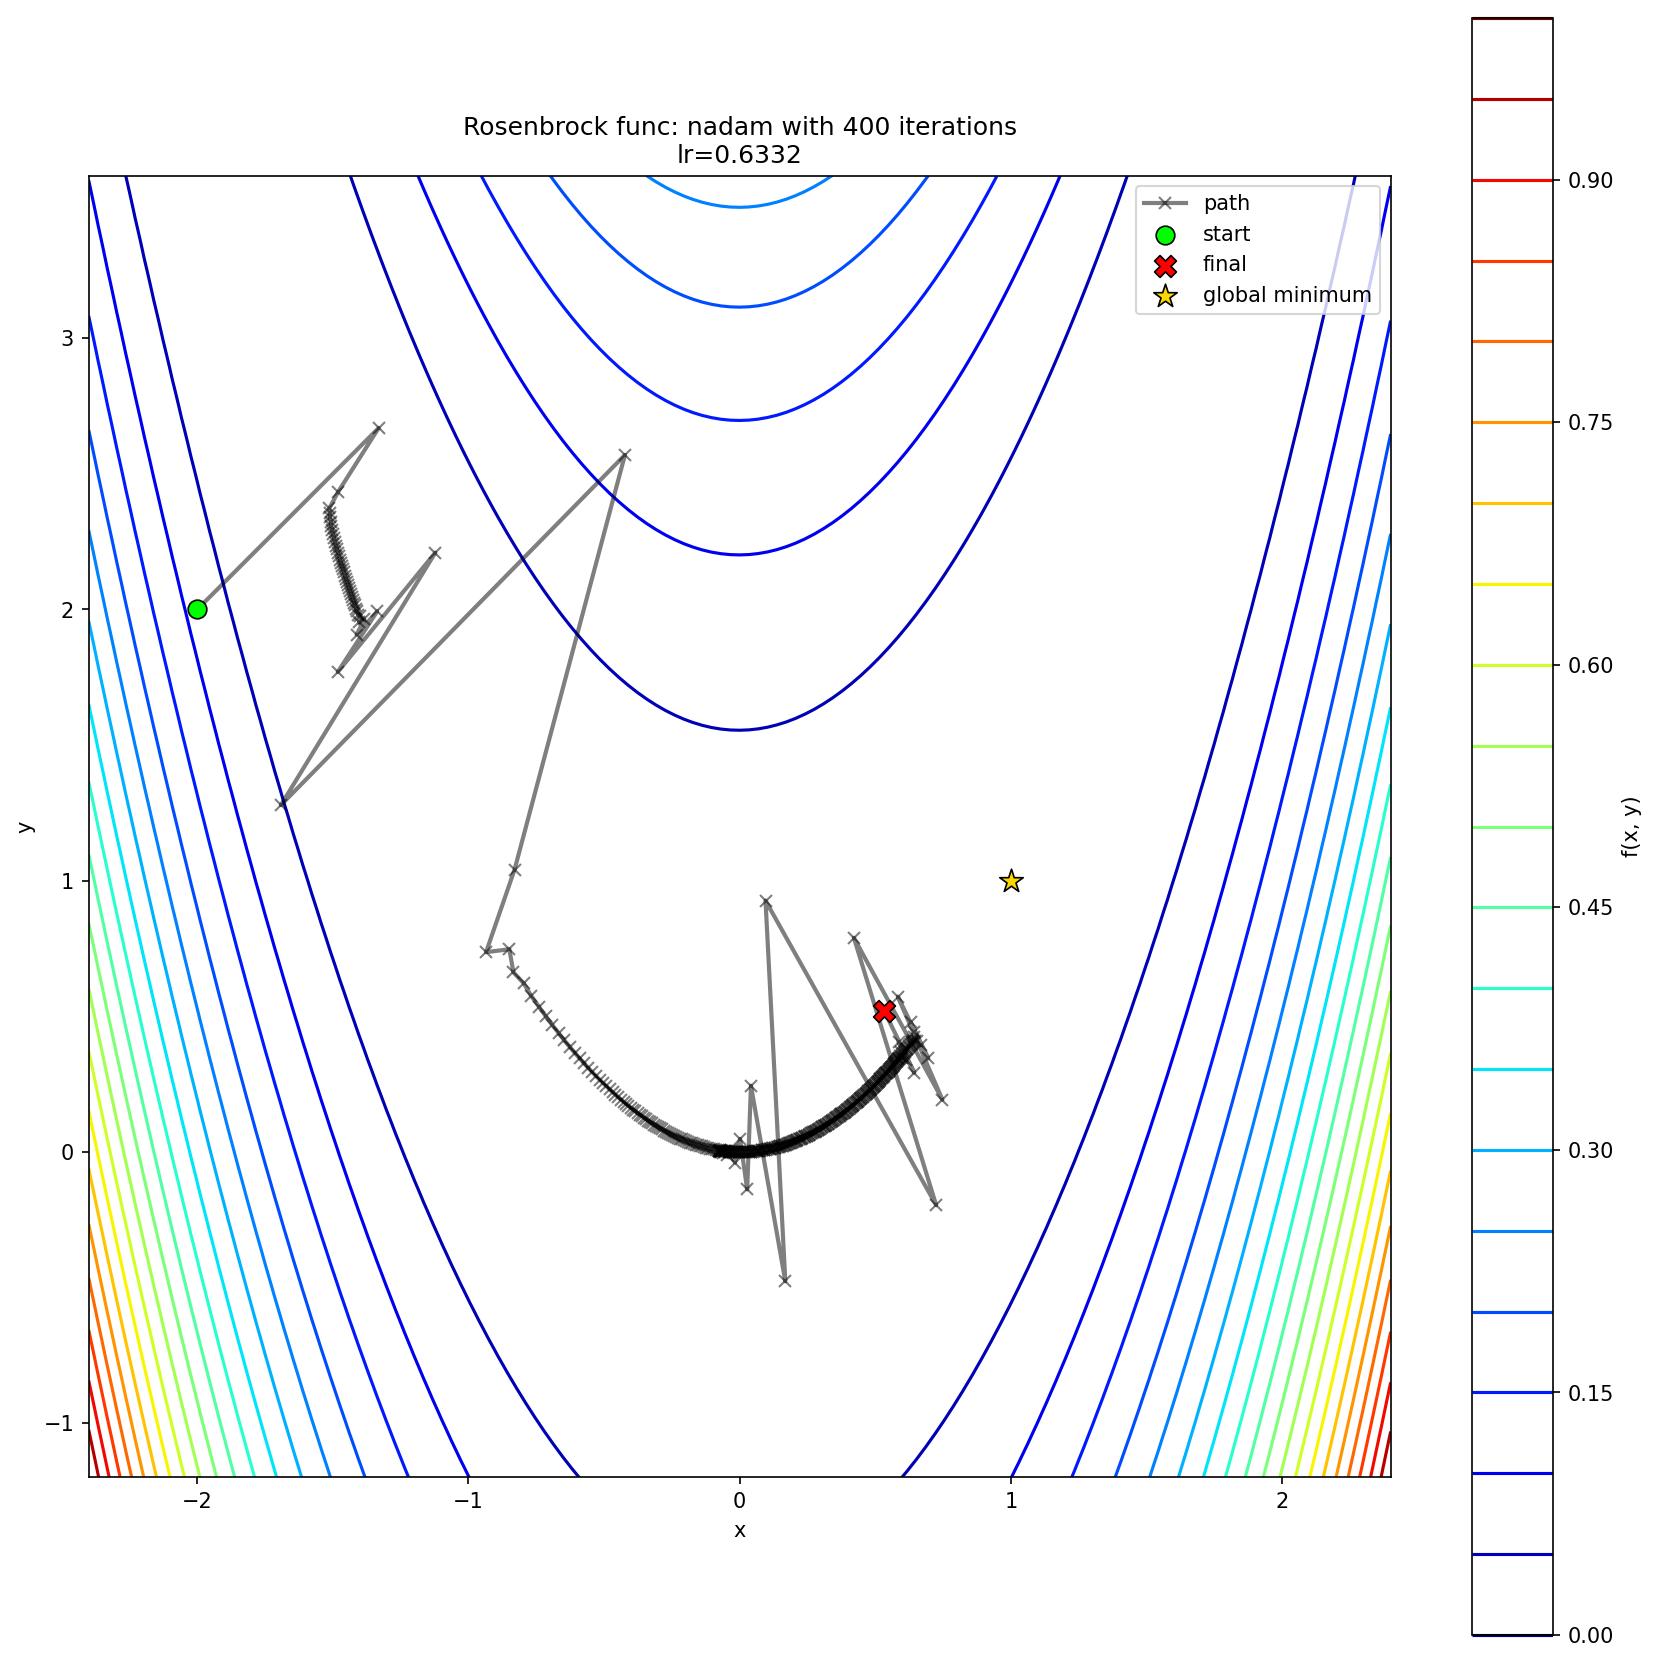 Rosenbrock func: nadam with 400 iterations
lr=0.6332
path
start
final
global minimum
3
2
1
0
−1
y
−2
−1
0
1
2
x
0.90
0.75
0.60
0.45
0.30
0.15
0.00
f(x, y)